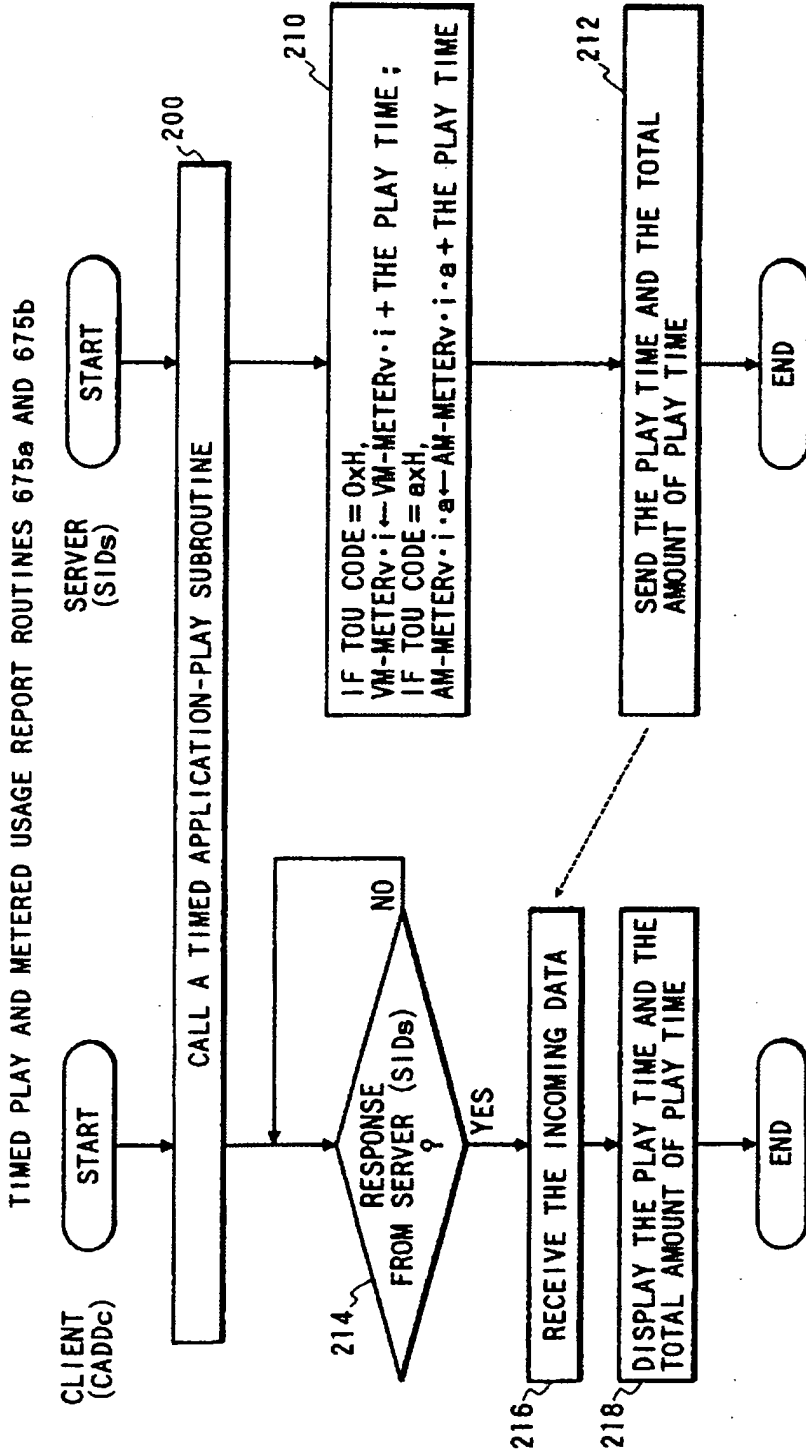 TIMED PLAY AND METERED USAGE REPORT ROUTINES 675a AND 675b
CLIENT
(CADDc)
START
SERVER
(SIDs)
START
200
CALL A TIMED APPLICATION-PLAY SUBROUTINE
214
RESPONSE
FROM SERVER (SIDs)
?
NO
YES
216
RECEIVE THE INCOMING DATA
218
DISPLAY THE PLAY TIME AND THE
TOTAL AMOUNT OF PLAY TIME
END
210
IF TOU CODE=0xH,
VM-METERv·i←VM-METERv·i+THE PLAY TIME;
IF TOU CODE=axH,
AM-METERv·i·a←AM-METERv·i·a+THE PLAY TIME
212
SEND THE PLAY TIME AND THE TOTAL
AMOUNT OF PLAY TIME
END